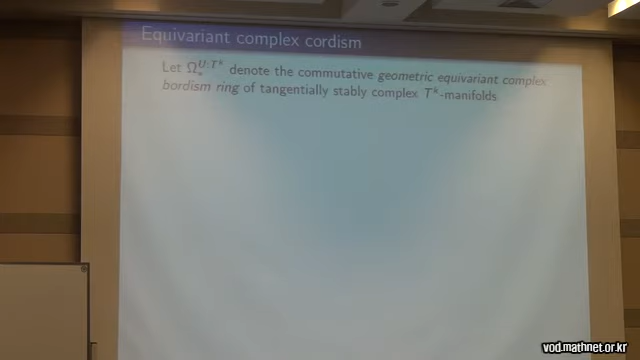 Equivariant complex cordism
Let Ω_*^{U:T^k} denote the commutative geometric equivariant complex
bordism ring of tangentially stably complex T^k-manifolds
vod.mathnet.or.kr